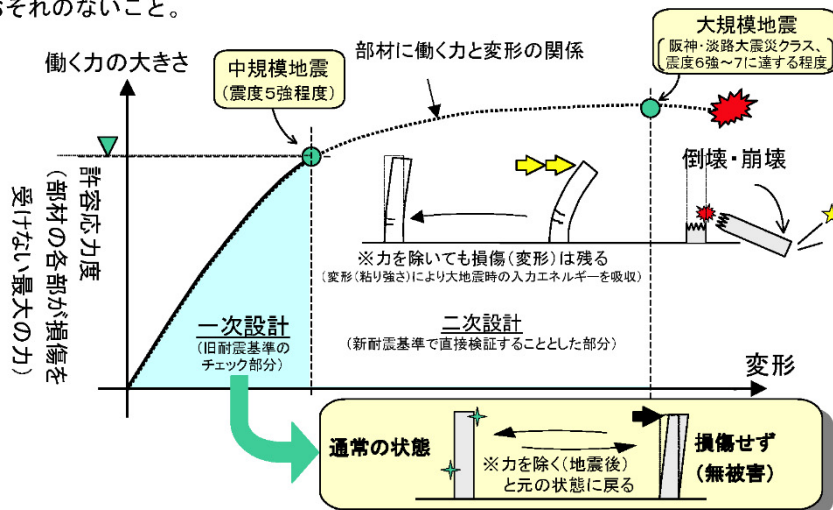 おそれのないこと。
働く力の大きさ
中規模地震
(震度5強程度)
部材に働く力と変形の関係
大規模地震
阪神・淡路大震災クラス、
震度6強～7に達する程度
倒壊・崩壊
許容応力度
(部材の各部が損傷を
受けない最大の力)
※力を除いても損傷(変形)は残る
(変形(粘り強さ)により大地震時の入力エネルギーを吸収)
一次設計
(旧耐震基準の
チェック部分)
二次設計
(新耐震基準で直接検証することとした部分)
変形
通常の状態
※力を除く(地震後)
と元の状態に戻る
損傷せず
(無被害)